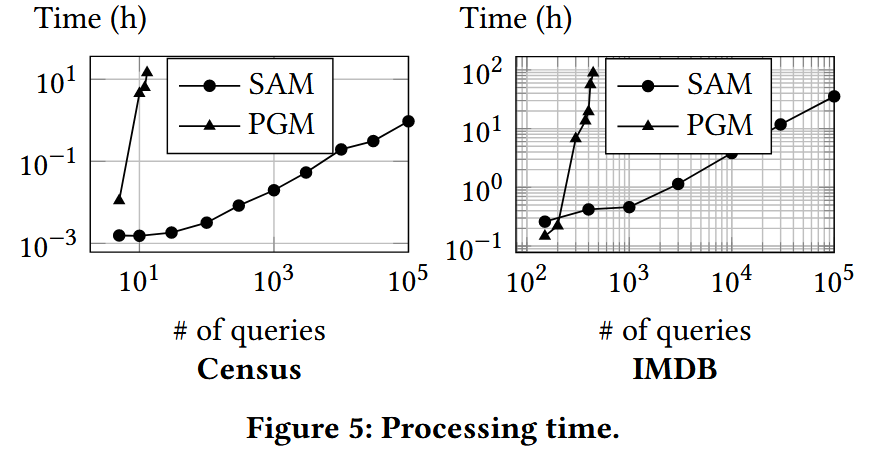 Time (h)
10^1
10^-1
10^-3
SAM
PGM
10^1 10^3 10^5
# of queries
Census
Time (h)
10^2
10^1
10^0
10^-1
SAM
PGM
10^2 10^3 10^4 10^5
# of queries
IMDB
Figure 5: Processing time.